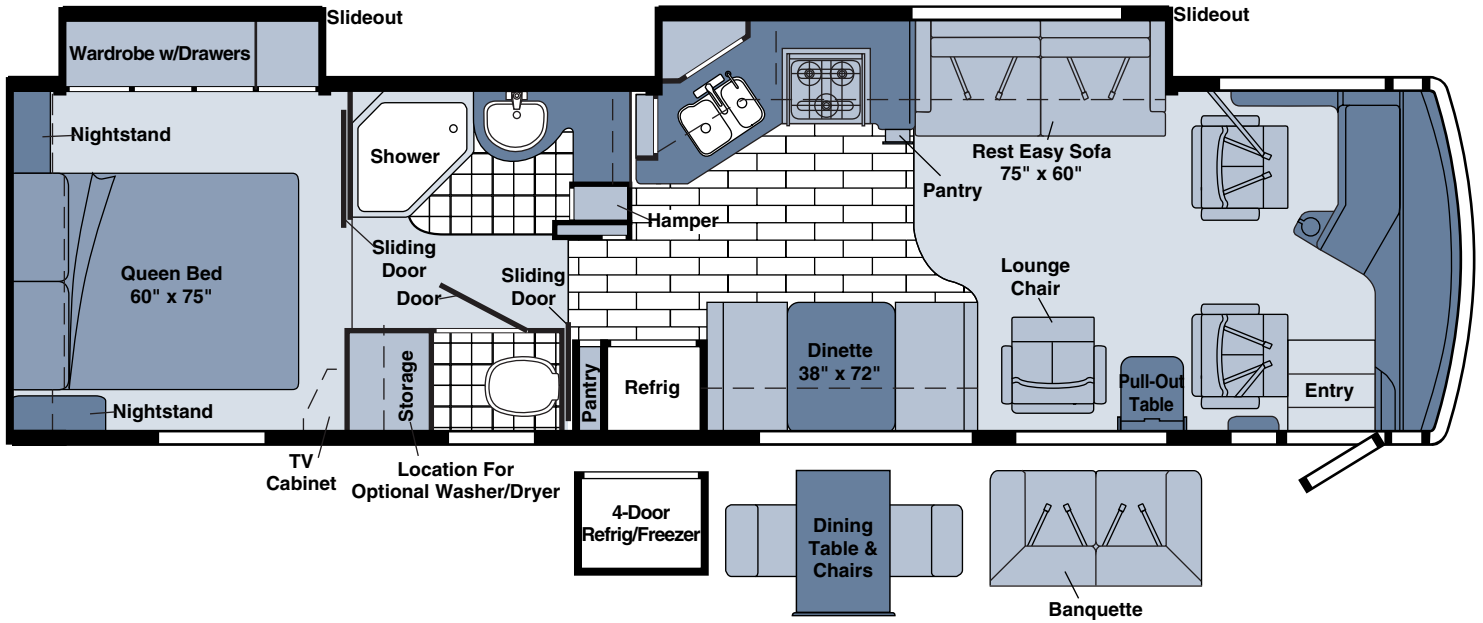 Slideout
Slideout
Wardrobe w/Drawers
Nightstand
Shower
Rest Easy Sofa
75" x 60"
Pantry
Hamper
Sliding
Door
Queen Bed
60" x 75"
Door
Sliding
Door
Lounge
Chair
Dinette
38" x 72"
Refrig
Pantry
Storage
Pull-Out
Table
Entry
Nightstand
TV
Cabinet
Location For
Optional Washer/Dryer
4-Door
Refrig/Freezer
Dining
Table &
Chairs
Banquette